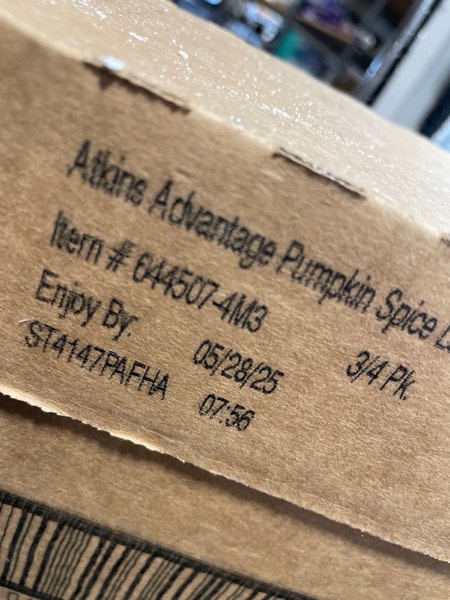 Atkins Advantage Pumpkin Spice
Item # 644507-4M3 3/4 Pk.
Enjoy By: 05/28/25
ST4147PAFHA 07:56